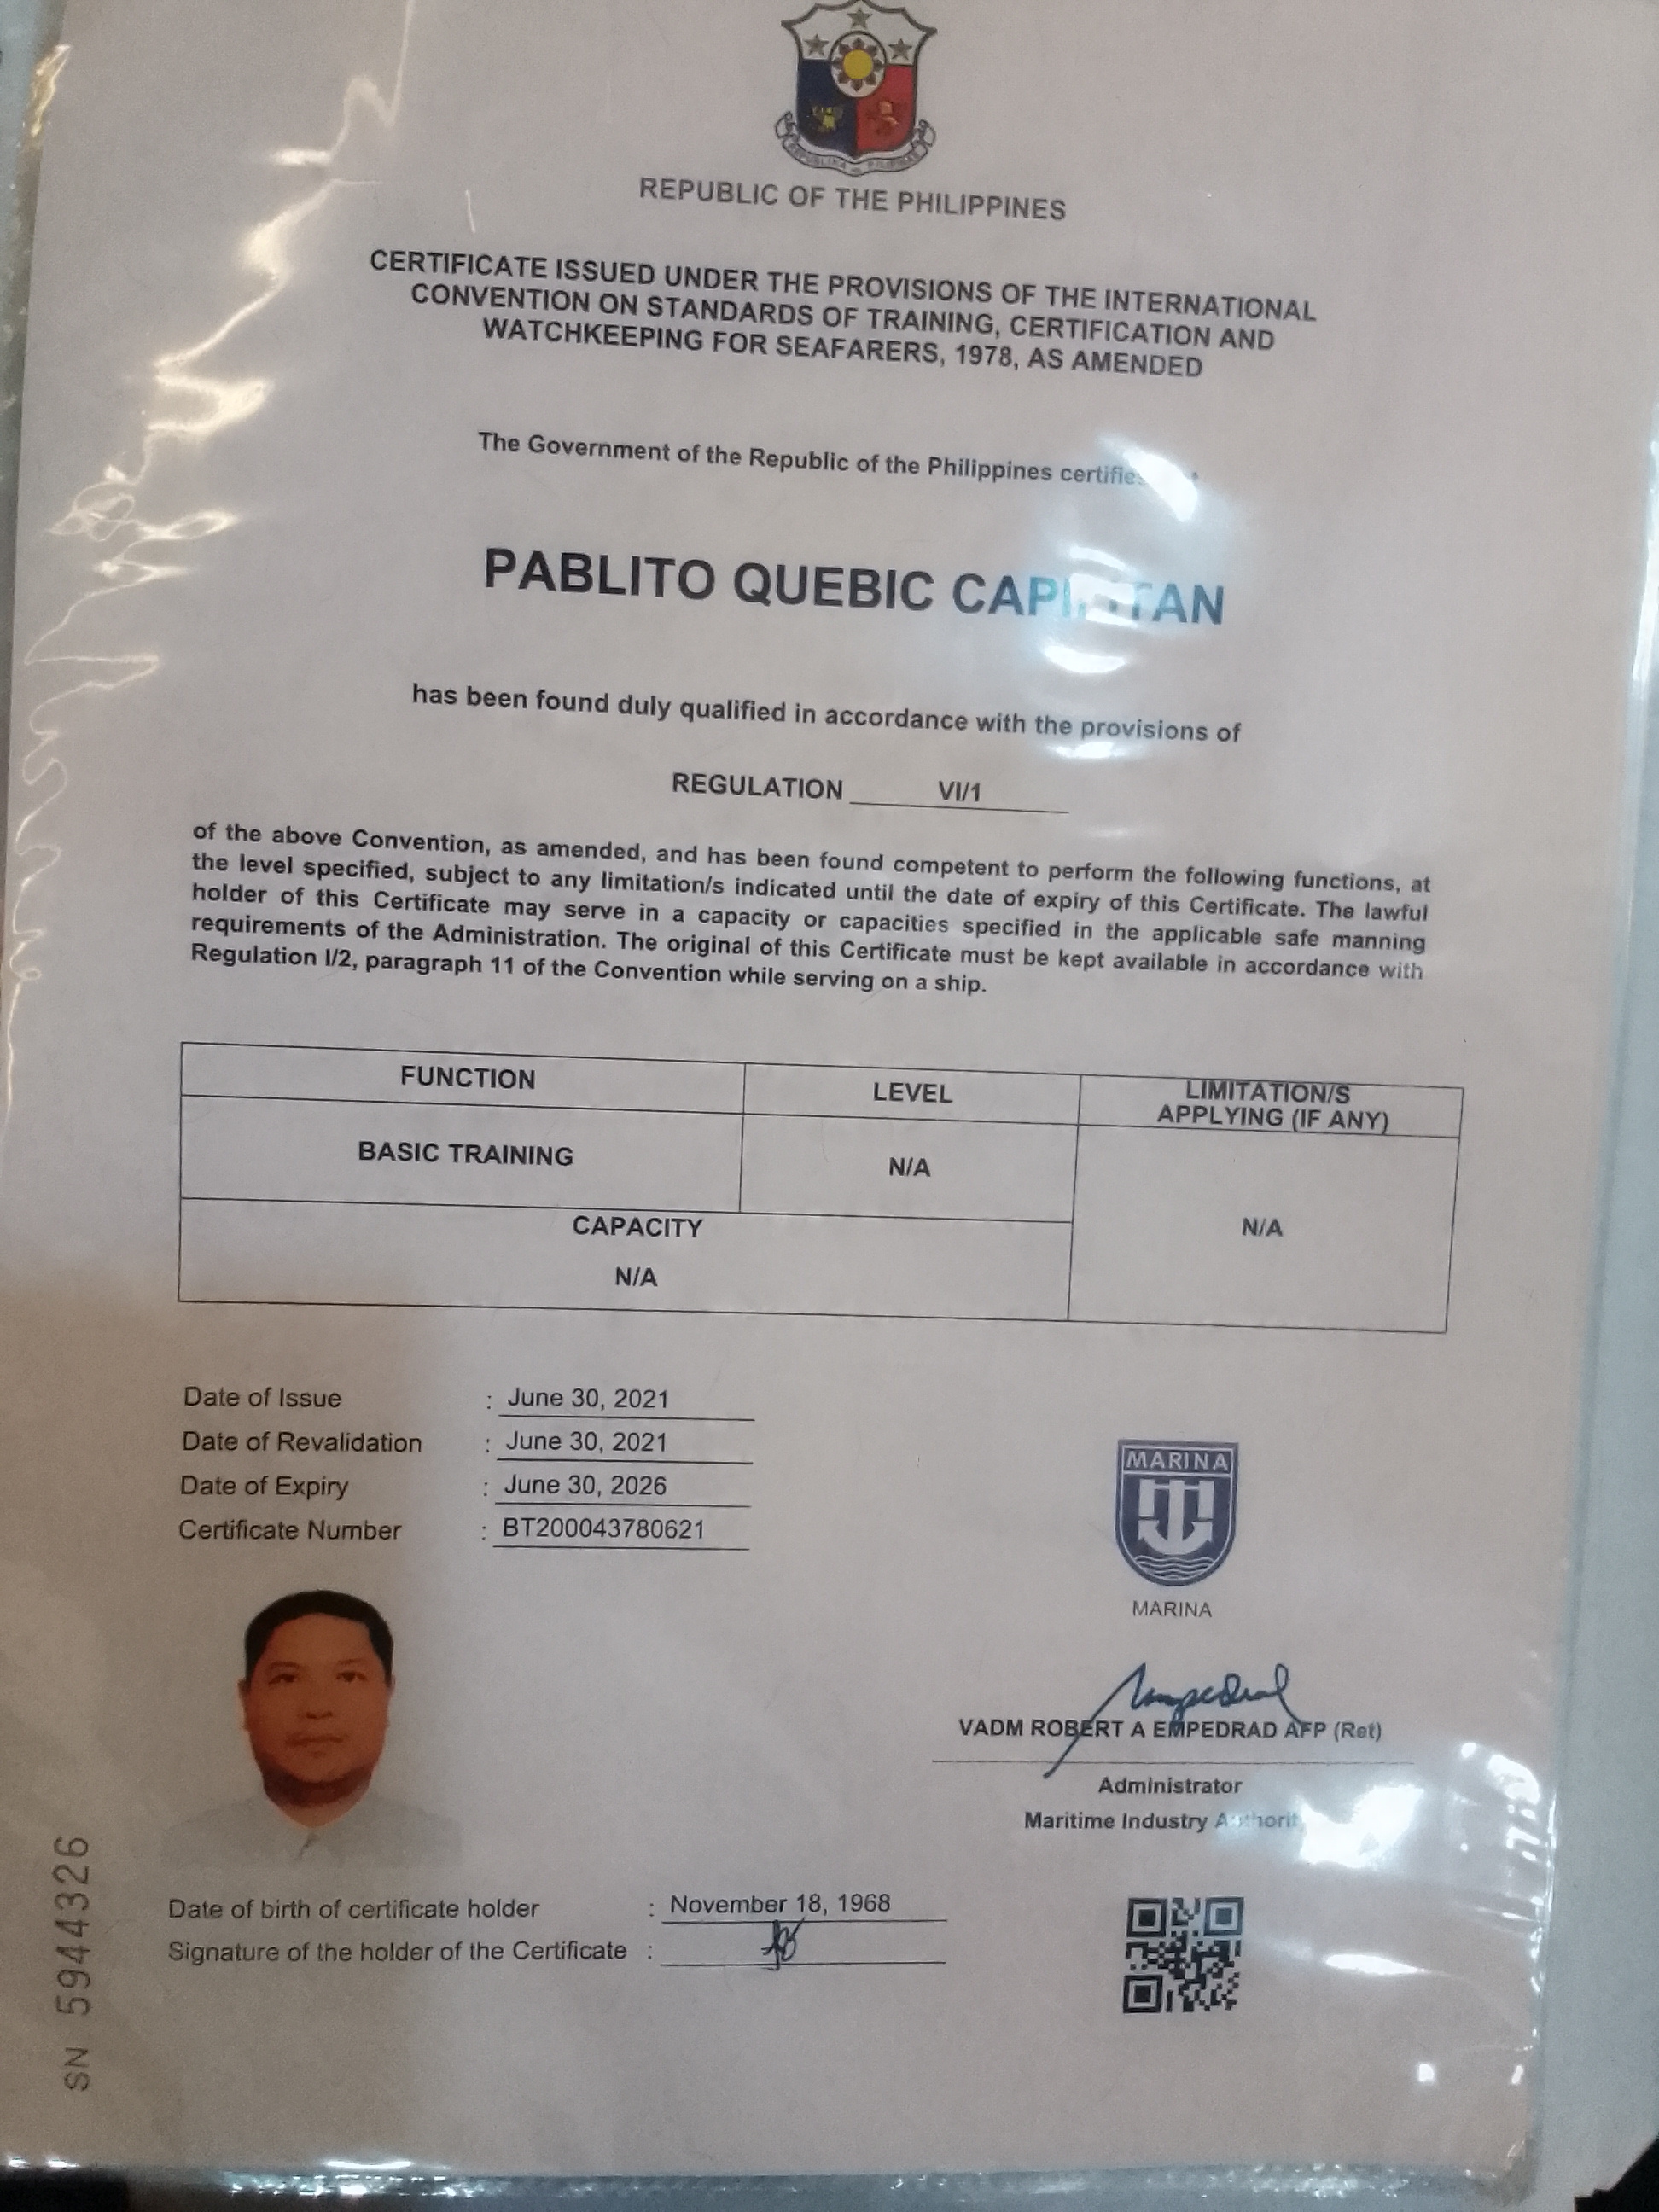 REPUBLIKA NG PILIPINAS
REPUBLIC OF THE PHILIPPINES
CERTIFICATE ISSUED UNDER THE PROVISIONS OF THE INTERNATIONAL
CONVENTION ON STANDARDS OF TRAINING, CERTIFICATION AND
WATCHKEEPING FOR SEAFARERS, 1978, AS AMENDED
The Government of the Republic of the Philippines certifies
PABLITO QUEBIC
has been found duly qualified in accordance with the provisions of
REGULATION VI/1
of the above Convention, as amended, and has been found competent to perform the following functions, at
the level specified, subject to any limitation/s indicated until the date of expiry of this Certificate. The lawful
holder of this Certificate may serve in a capacity or capacities specified in the applicable safe manning
requirements of the Administration. The original of this Certificate must be kept available in accordance with
Regulation I/2, paragraph 11 of the Convention while serving on a ship.
FUNCTION LEVEL LIMITATION/S
APPLYING (IF ANY)
BASIC TRAINING N/A N/A
CAPACITY
N/A
Date of Issue : June 30, 2021
Date of Revalidation : June 30, 2021
Date of Expiry : June 30, 2026
Certificate Number : BT200043780621
MARINA
MARINA
VADM ROBERT A EMPEDRAD AFP (Ret)
Administrator
Maritime Industry Authority
Date of birth of certificate holder : November 18, 1968
Signature of the holder of the Certificate :
SN 5944326